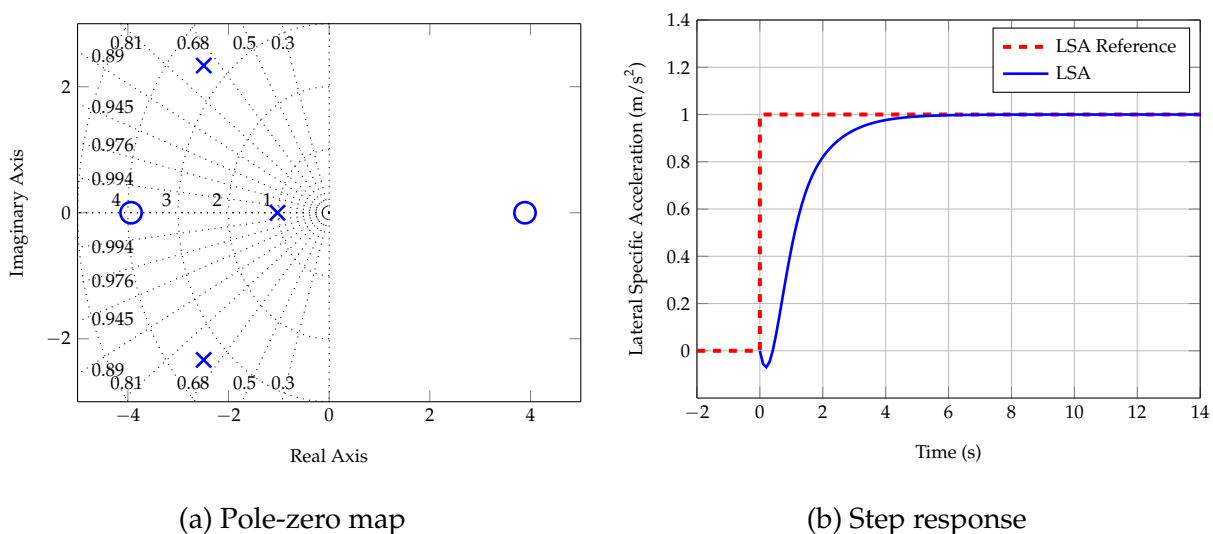 0.81 0.68 0.5 0.3
0.89
2
0.945
0.976
0.994
4 3 2 1
0
0.994
0.976
0.945
−2
0.89
0.81 0.68 0.5 0.3
−4 −2 0 2 4
Imaginary Axis
Real Axis
(a) Pole-zero map
1.4
1.2
1
0.8
0.6
0.4
0.2
0
−2 0 2 4 6 8 10 12 14
Lateral Specific Acceleration (m/s²)
LSA Reference
LSA
Time (s)
(b) Step response